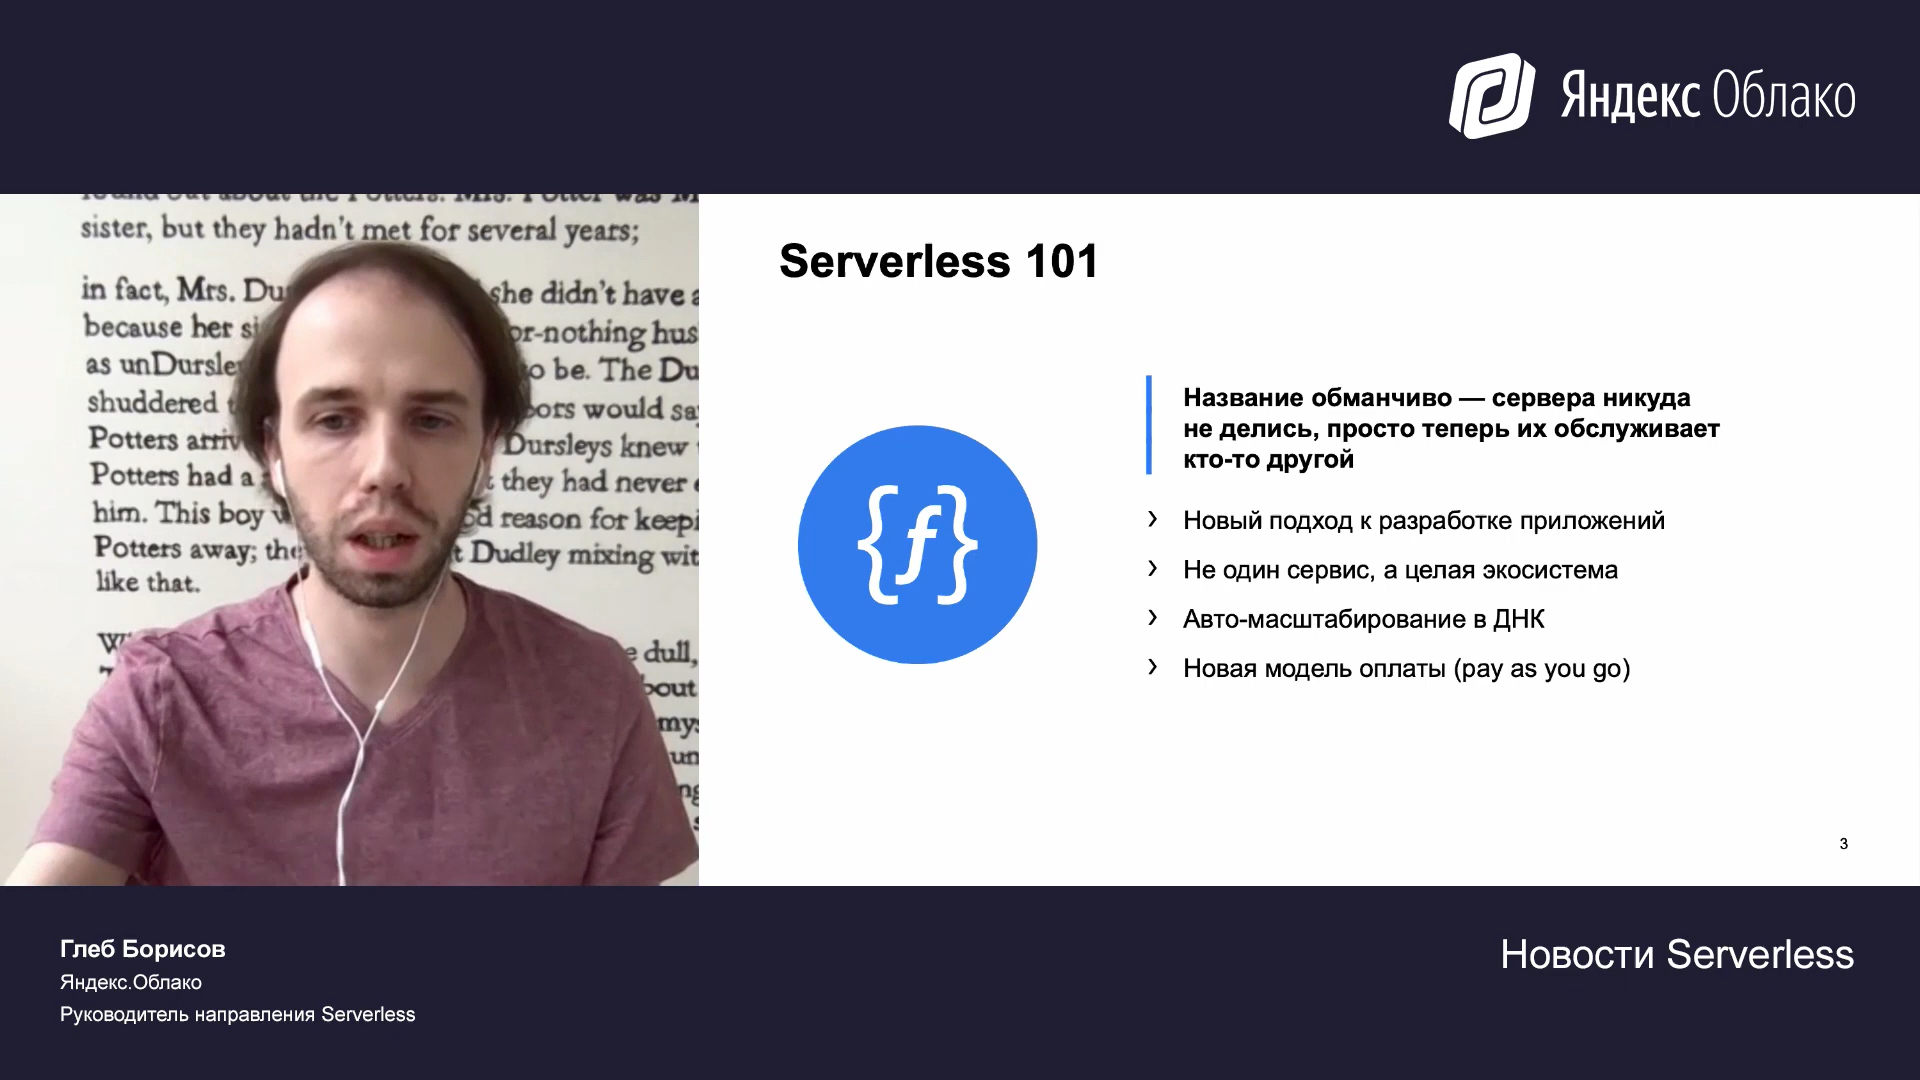 Яндекс Облако
sister, but they hadn't met for several years;
in fact, Mrs. she didn't have
because her or-nothing
as
shuddered be. The
Potters would
Potters had a Dursleys knew
him. This boy they had never
Potters away; reason for
like that. Dudley mixing
dull,
Serverless 101
{f}
Название обманчиво — сервера никуда
не делись, просто теперь их обслуживает
кто-то другой
› Новый подход к разработке приложений
› Не один сервис, а целая экосистема
› Авто-масштабирование в ДНК
› Новая модель оплаты (pay as you go)
3
Глеб Борисов
Яндекс.Облако
Руководитель направления Serverless
Новости Serverless